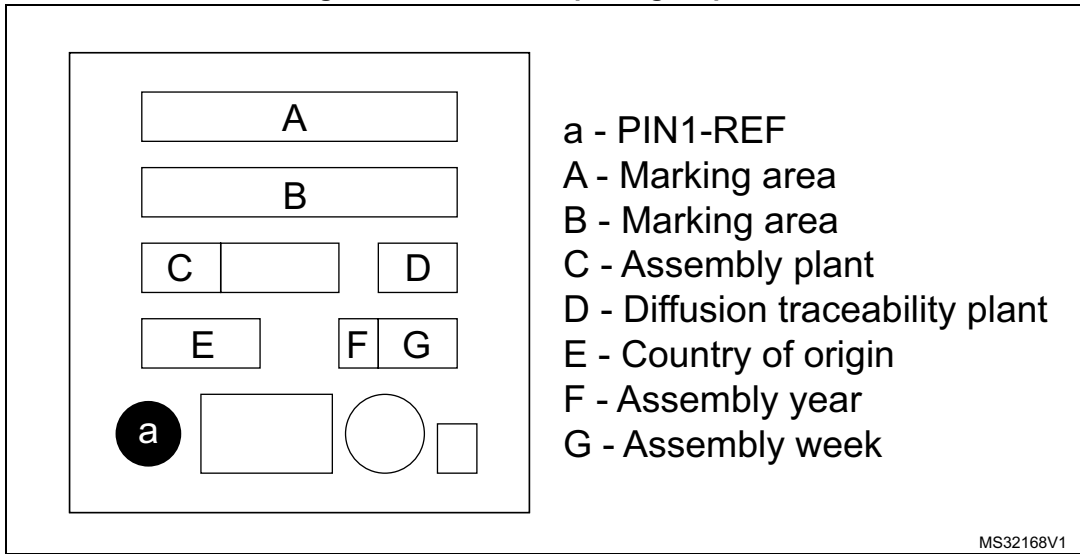 A
B
C D
E F G
a
a - PIN1-REF
A - Marking area
B - Marking area
C - Assembly plant
D - Diffusion traceability plant
E - Country of origin
F - Assembly year
G - Assembly week
MS32168V1